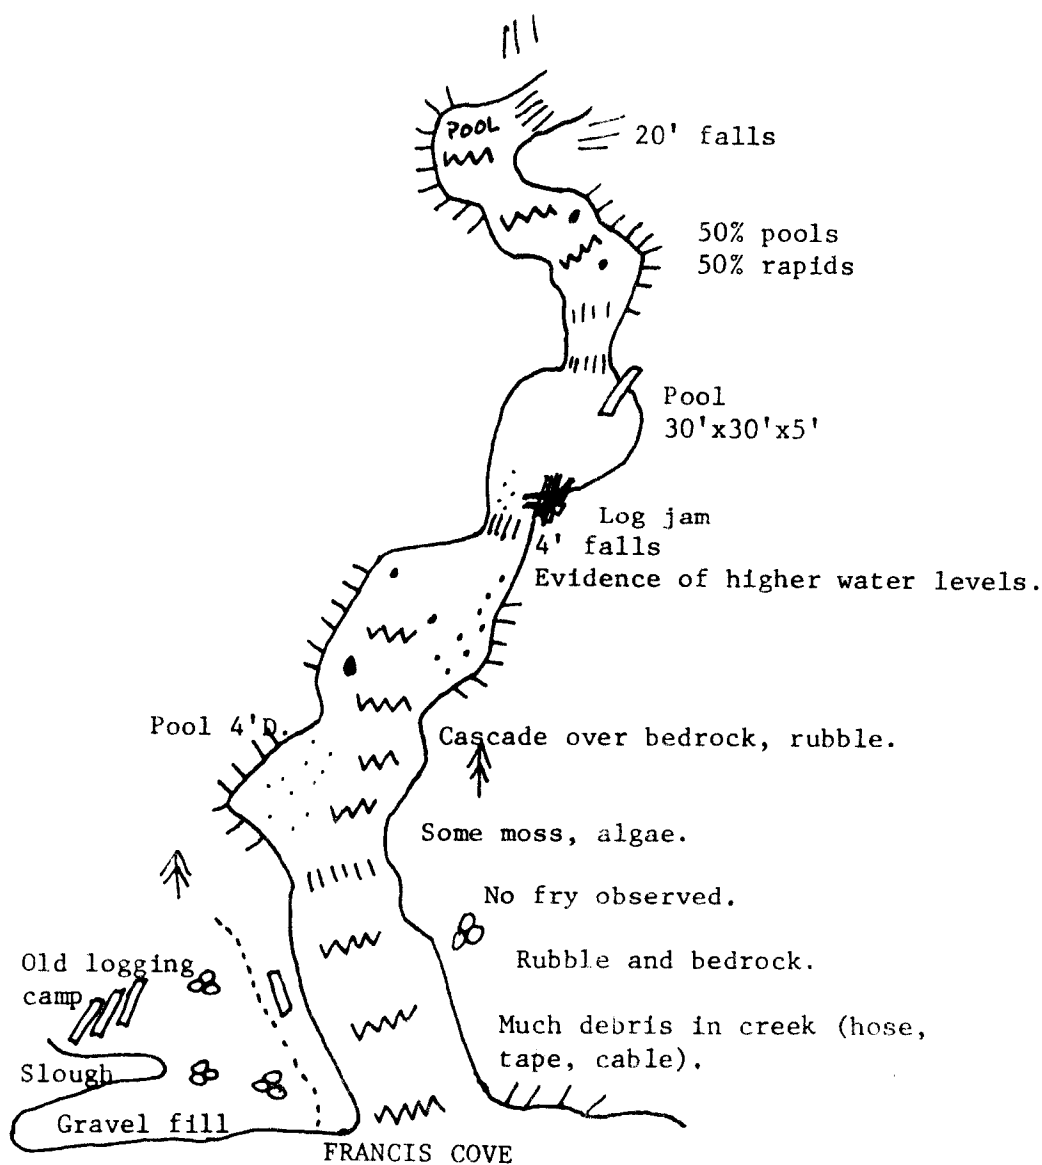 POOL
20' falls
50% pools
50% rapids
Pool
30'x30'x5'
Log jam
4' falls
Evidence of higher water levels.
Pool 4'D.
Cascade over bedrock, rubble.
Some moss, algae.
No fry observed.
Old logging
camp
Rubble and bedrock.
Much debris in creek (hose,
tape, cable).
Slough
Gravel fill
FRANCIS COVE